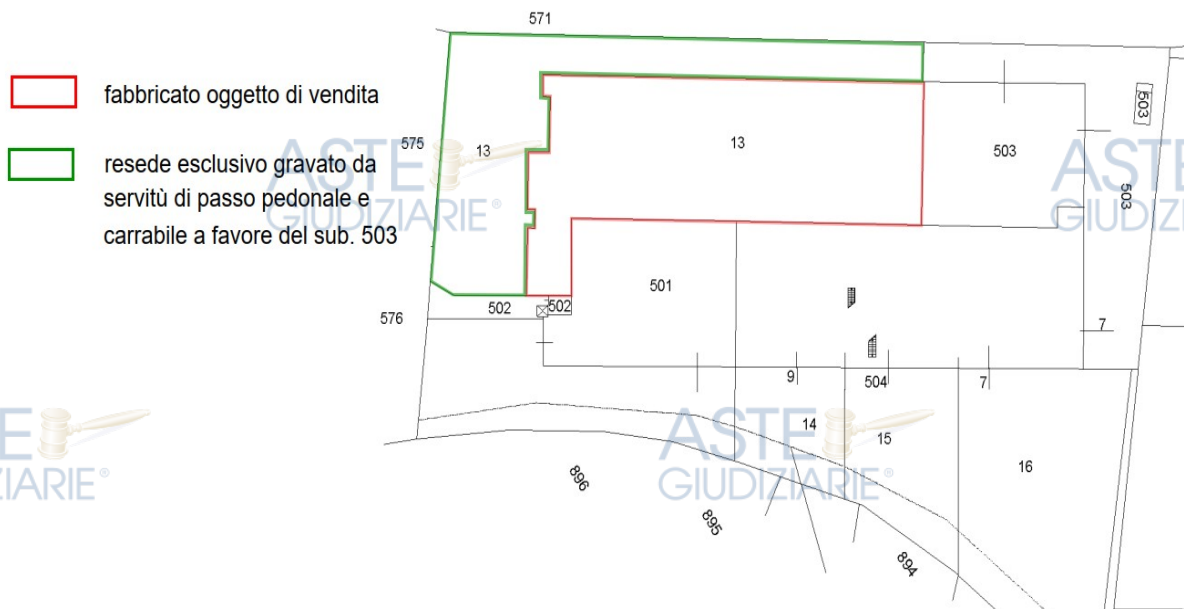 571
fabbricato oggetto di vendita
503
575
13
13
503
resede esclusivo gravato da
servitù di passo pedonale e
carrabile a favore del sub. 503
503
ASTE
GIUDIZIARIE®
ASTE
GIUDIZI
501
502
502
576
7
9
504
7
14
15
16
E
ZIARIE®
ASTE
GIUDIZIARIE®
896
895
894